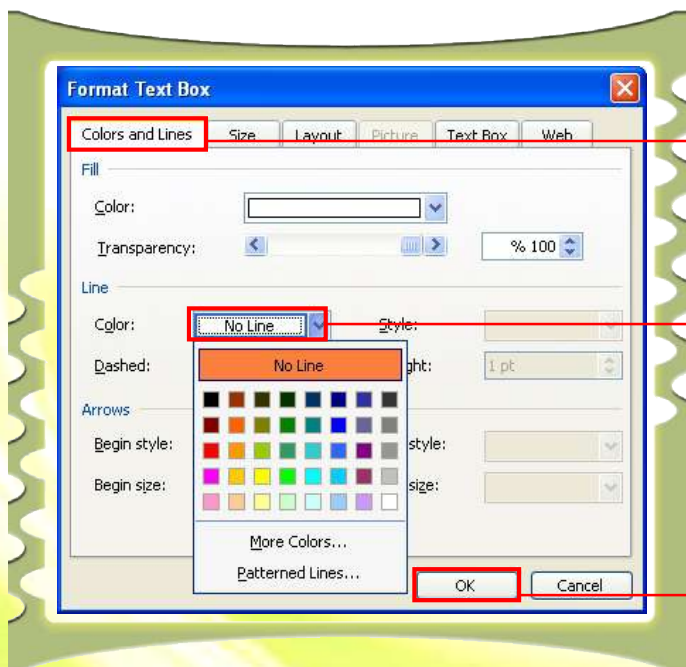 Format Text Box
Colors and Lines Size Layout Picture Text Box Web
Fill
Color:
Transparency: % 100
Line
Color: No Line Style:
Dashed: No Line ght: 1 pt
Arrows
Begin style: style:
Begin size: size:
More Colors...
Patterned Lines...
OK Cancel